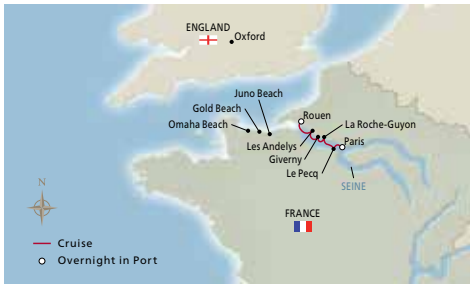 ENGLAND
Oxford
Juno Beach
Gold Beach
Omaha Beach
Rouen
La Roche-Guyon
Les Andelys
Paris
Giverny
Le Pecq
SEINE
N
FRANCE
Cruise
Overnight in Port